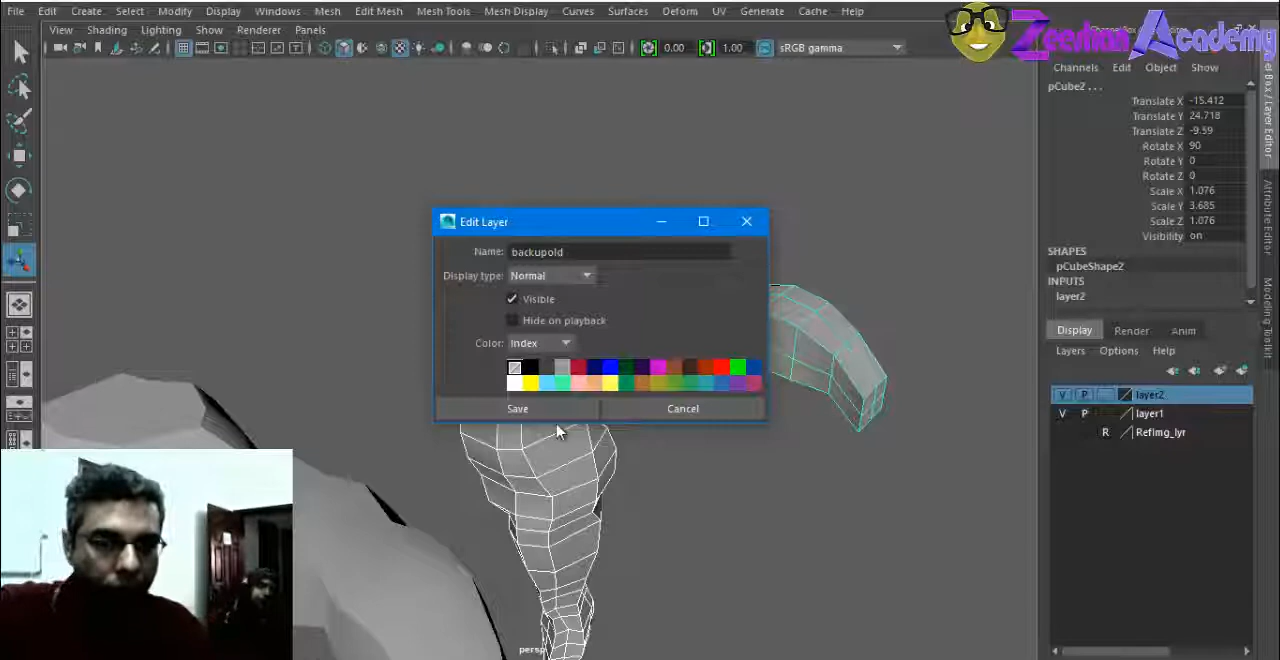 File Edit Create Select Modify Display Windows Mesh Edit Mesh Mesh Tools Mesh Display Curves Surfaces Deform UV Generate Cache Help
Zeeshan Academy
View Shading Lighting Show Renderer Panels
0.00 1.00 sRGB gamma
Channels Edit Object Show
pCube2 ...
Translate X -15.412
Translate Y 24.718
Translate Z -9.59
Rotate X 90
Rotate Y 0
Rotate Z 0
Scale X 1.076
Scale Y 3.685
Scale Z 1.076
Visibility on
SHAPES
pCubeShape2
INPUTS
layer2
Display Render Anim
Layers Options Help
V P layer2
V P layer1
R RefImg_lyr
Box / Layer Editor
Attribute Editor
Modeling Toolkit
Edit Layer
Name: backupold
Display type: Normal
Visible
Hide on playback
Color: Index
Save Cancel
persp